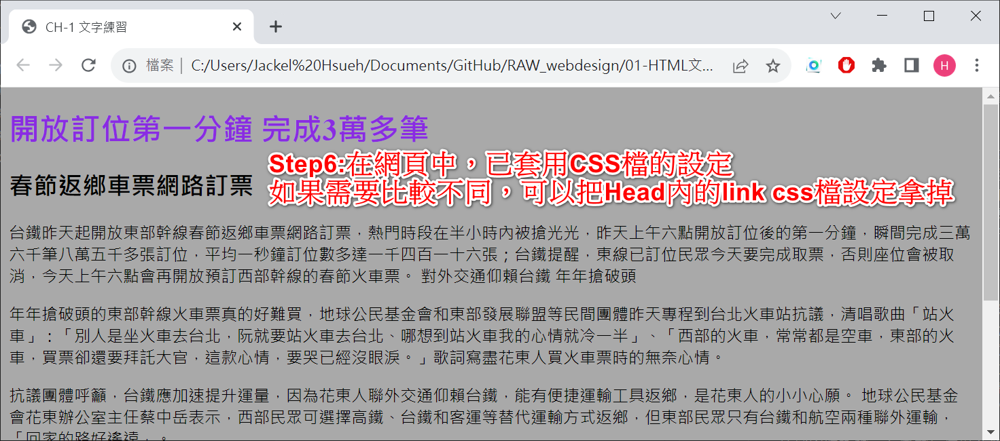 CH-1 文字練習
檔案 | C:/Users/Jackel%20Hsueh/Documents/GitHub/RAW_webdesign/01-HTML文...
H
開放訂位第一分鐘 完成3萬多筆
Step6:在網頁中，已套用CSS檔的設定
如果需要比較不同，可以把Head內的link css檔設定拿掉
春節返鄉車票網路訂票
台鐵昨天起開放東部幹線春節返鄉車票網路訂票，熱門時段在半小時內被搶光光，昨天上午六點開放訂位後的第一分鐘，瞬間完成三萬
六千筆八萬五千多張訂位，平均一秒鐘訂位數多達一千四百一十六張；台鐵提醒，東線已訂位民眾今天要完成取票，否則座位會被取
消，今天上午六點會再開放預訂西部幹線的春節火車票。 對外交通仰賴台鐵 年年搶破頭
年年搶破頭的東部幹線火車票真的好難買，地球公民基金會和東部發展聯盟等民間團體昨天專程到台北火車站抗議，清唱歌曲「站火
車」：「別人是坐火車去台北，阮就要站火車去台北、哪想到站火車我的心情就冷一半」、「西部的火車，常常都是空車，東部的火
車，買票卻還要拜託大官，這款心情，要哭已經沒眼淚。」歌詞寫盡花東人買火車票時的無奈心情。
抗議團體呼籲，台鐵應加速提升運量，因為花東人聯外交通仰賴台鐵，能有便捷運輸工具返鄉，是花東人的小小心願。 地球公民基金
會花東辦公室主任蔡中岳表示，西部民眾可選擇高鐵、台鐵和客運等替代運輸方式返鄉，但東部民眾只有台鐵和航空兩種聯外運輸，
「回家的路好遙遠」。